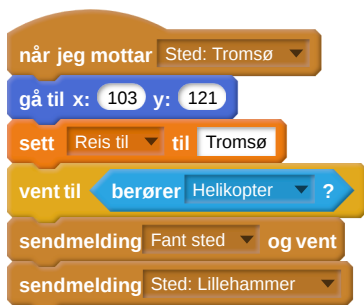 når jeg mottar Sted: Tromsø
gå til x: 103 y: 121
sett Reis til til Tromsø
vent til berører Helikopter ?
sendmelding Fant sted og vent
sendmelding Sted: Lillehammer